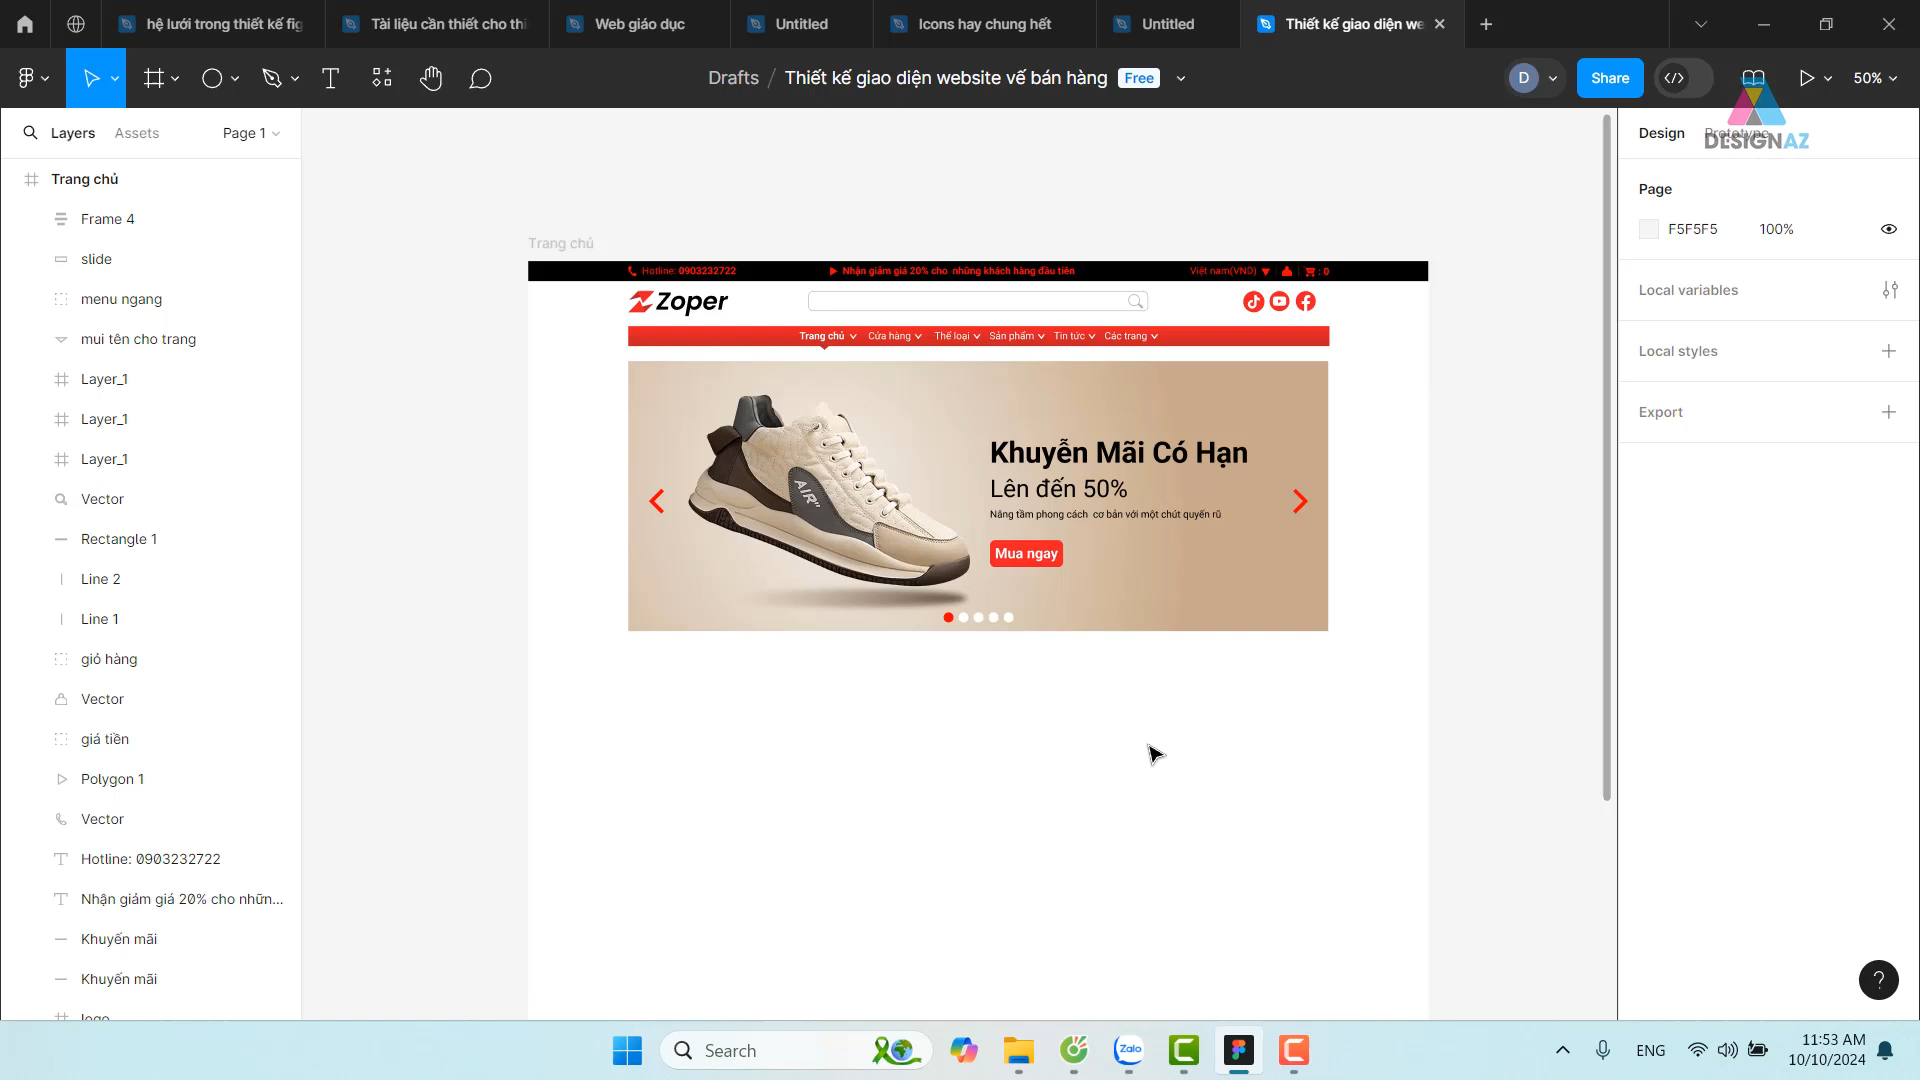 hệ lưới trong thiết kế fig
Tài liệu cần thiết cho thi
Web giáo dục
Untitled
Icons hay chung hết
Untitled
Thiết kế giao diện we
Drafts / Thiết kế giao diện website vế bán hàng Free
D
Share
50%
Layers
Assets
Page 1
Design
Prototype
DESIGNAZ
Trang chủ
Frame 4
slide
menu ngang
mui tên cho trang
Layer_1
Layer_1
Layer_1
Vector
Rectangle 1
Line 2
Line 1
giỏ hàng
Vector
giá tiền
Polygon 1
Vector
Hotline: 0903232722
Nhận giảm giá 20% cho nhữn...
Khuyến mãi
Khuyến mãi
logo
Trang chủ
Hotline: 0903232722
Nhận giảm giá 20% cho những khách hàng đầu tiên
Việt nam(VND)
: 0
Zoper
Trang chủ
Cửa hàng
Thể loại
Sản phẩm
Tin tức
Các trang
AIR"
Khuyễn Mãi Có Hạn
Lên đến 50%
Nâng tầm phong cách cơ bản với một chút quyến rũ
Mua ngay
Page
F5F5F5 100%
Local variables
Local styles
Export
?
Search
Zalo
ENG
11:53 AM
10/10/2024